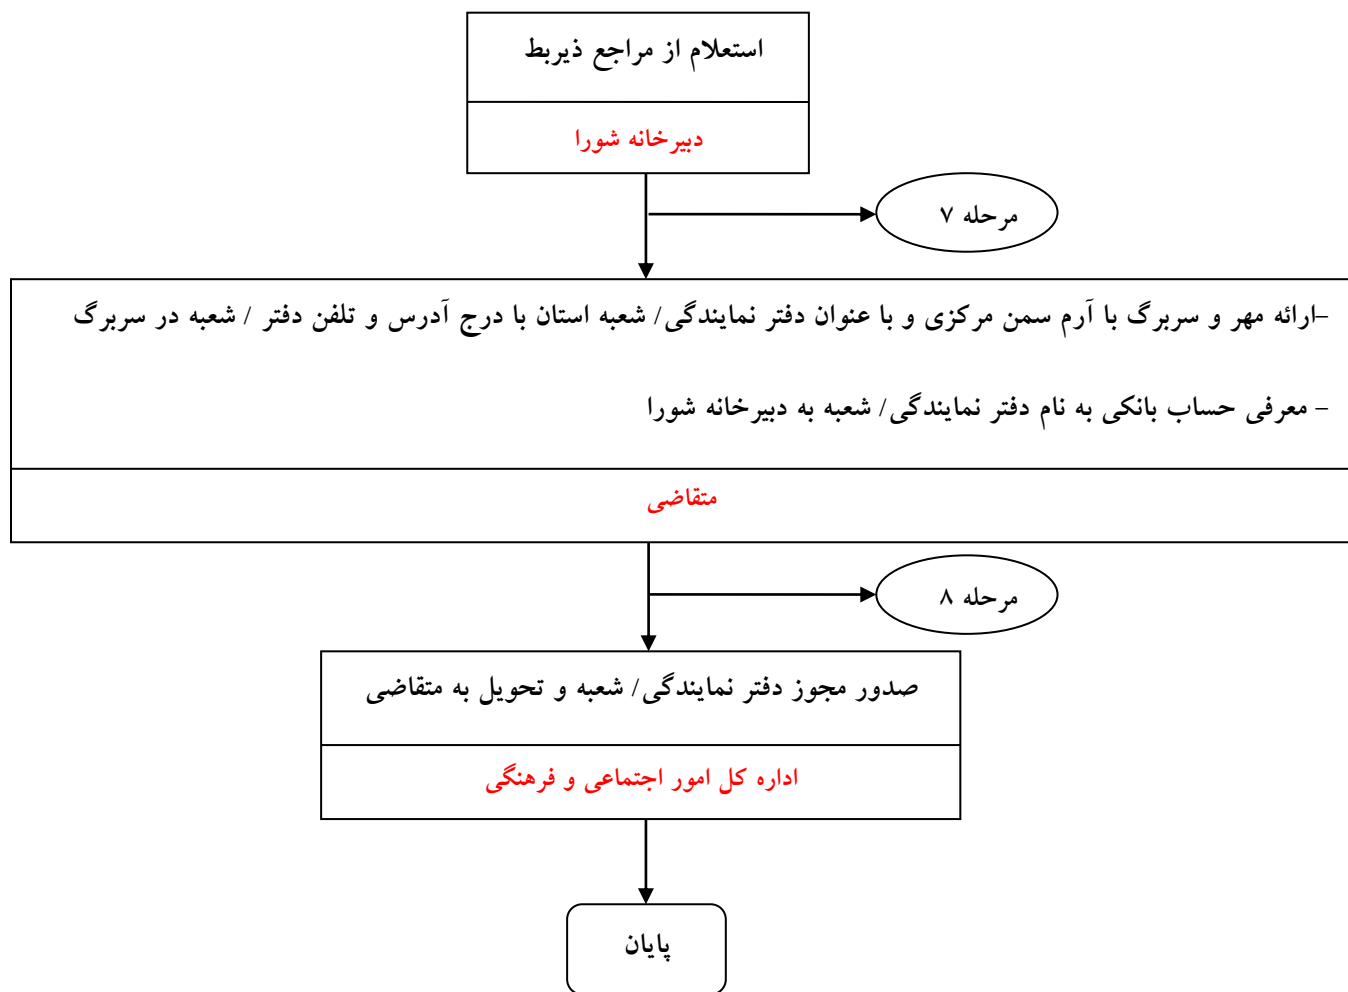 استعلام از مراجع ذیربط
دبیرخانه شورا
مرحله ۷
–ارائه مهر و سربرگ با آرم سمن مرکزی و با عنوان دفتر نمایندگی/ شعبه استان با درج آدرس و تلفن دفتر / شعبه در سربرگ
– معرفی حساب بانکی به نام دفتر نمایندگی/ شعبه به دبیرخانه شورا
متقاضی
مرحله ۸
صدور مجوز دفتر نمایندگی/ شعبه و تحویل به متقاضی
اداره کل امور اجتماعی و فرهنگی
پایان